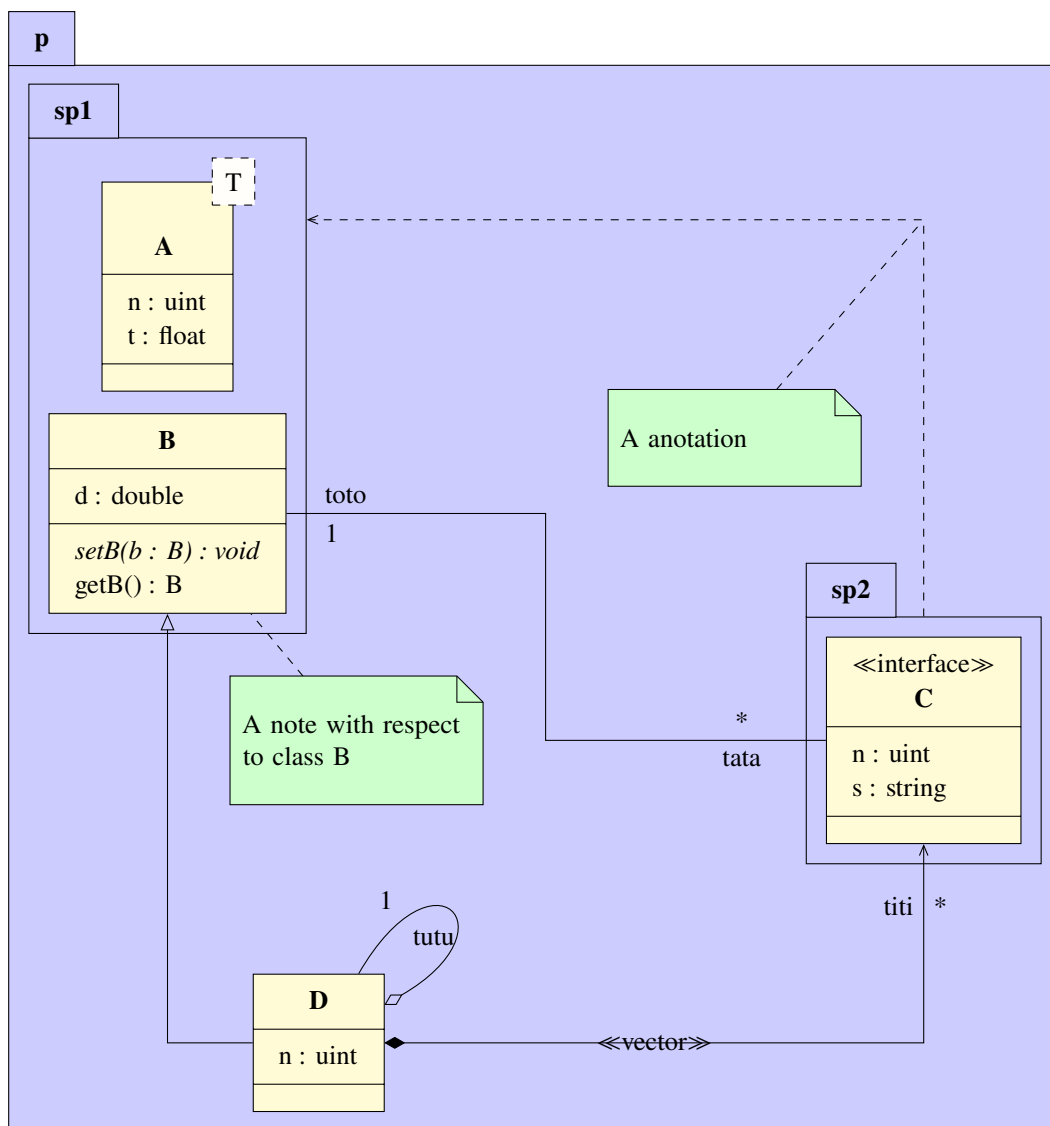 p
sp1
T
A
n : uint
t : float
B
d : double
setB(b : B) : void
getB() : B
toto
1
A anotation
sp2
≪interface≫
C
n : uint
s : string
*
tata
A note with respect
to class B
titi
*
1
tutu
D
n : uint
≪vector≫